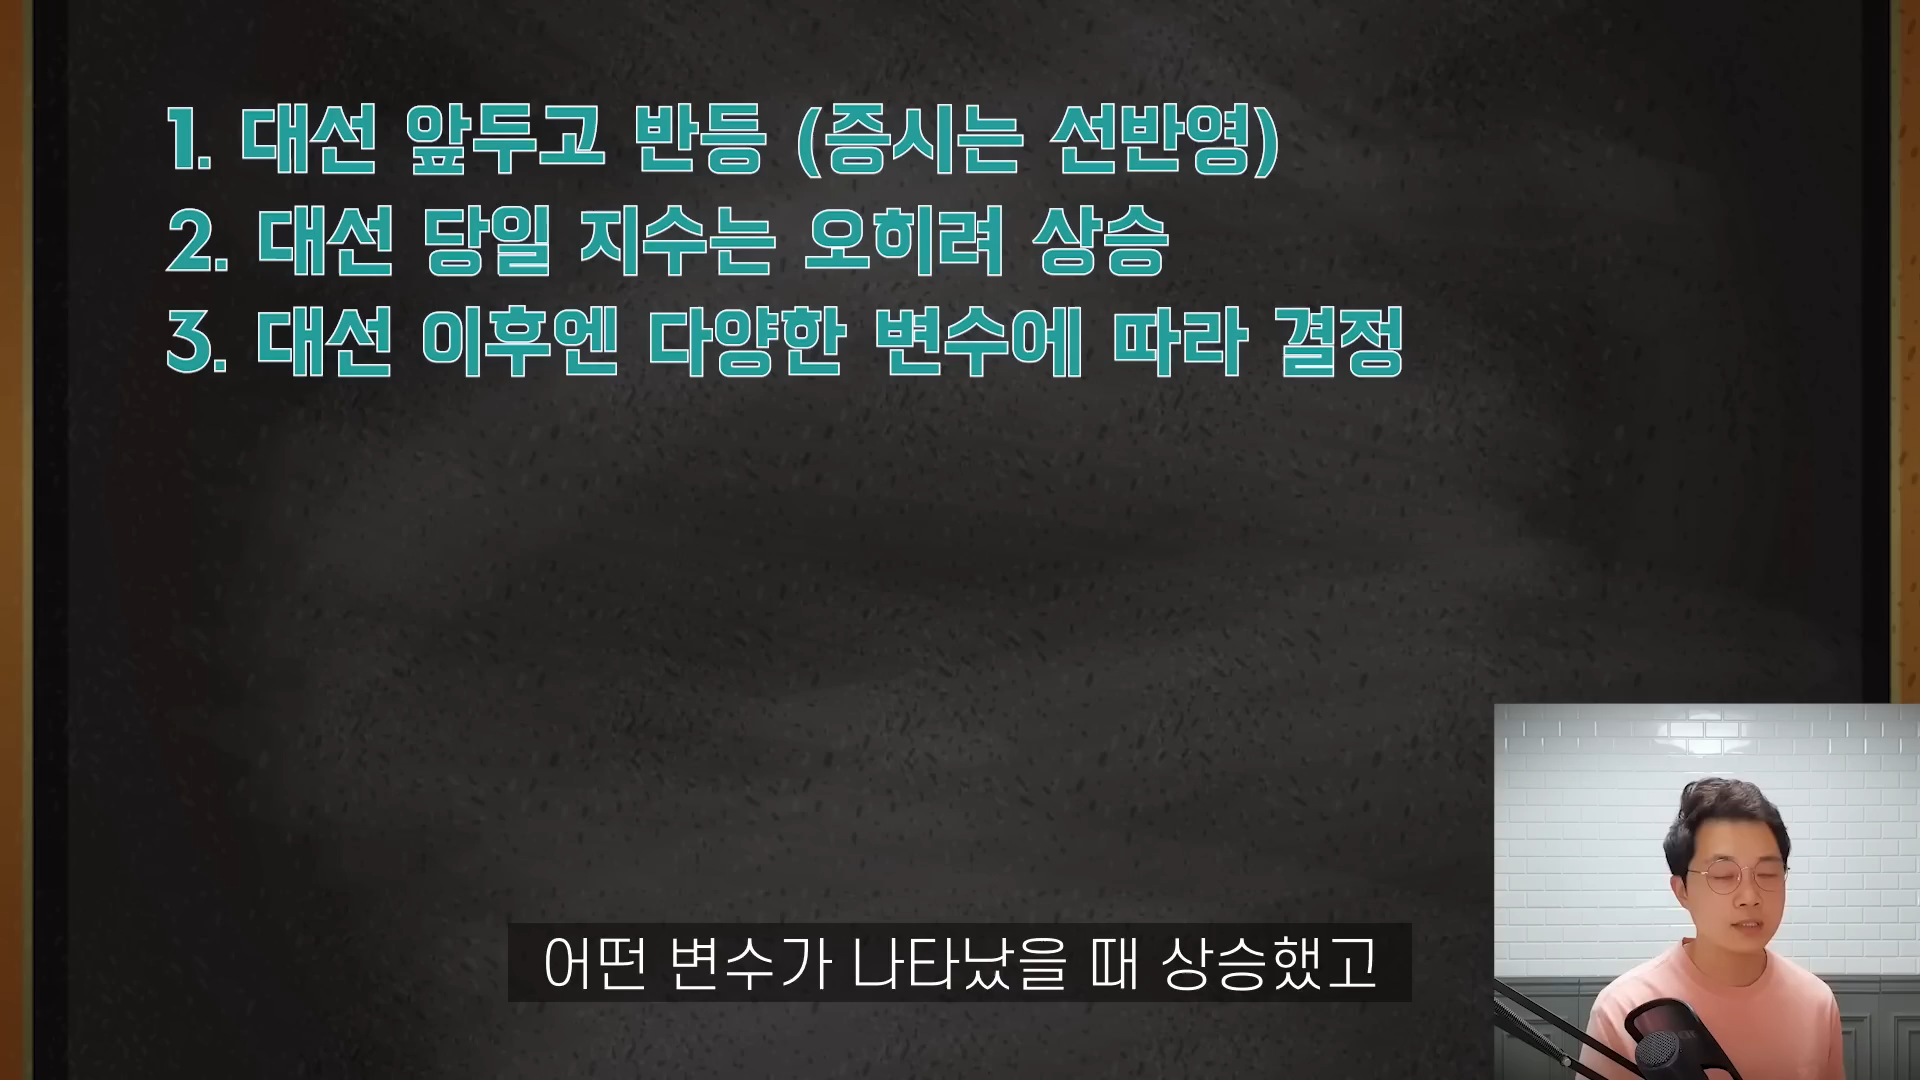 1. 대선 앞두고 반등 (증시는 선반영)
2. 대선 당일 지수는 오히려 상승
3. 대선 이후엔 다양한 변수에 따라 결정
어떤 변수가 나타났을 때 상승했고